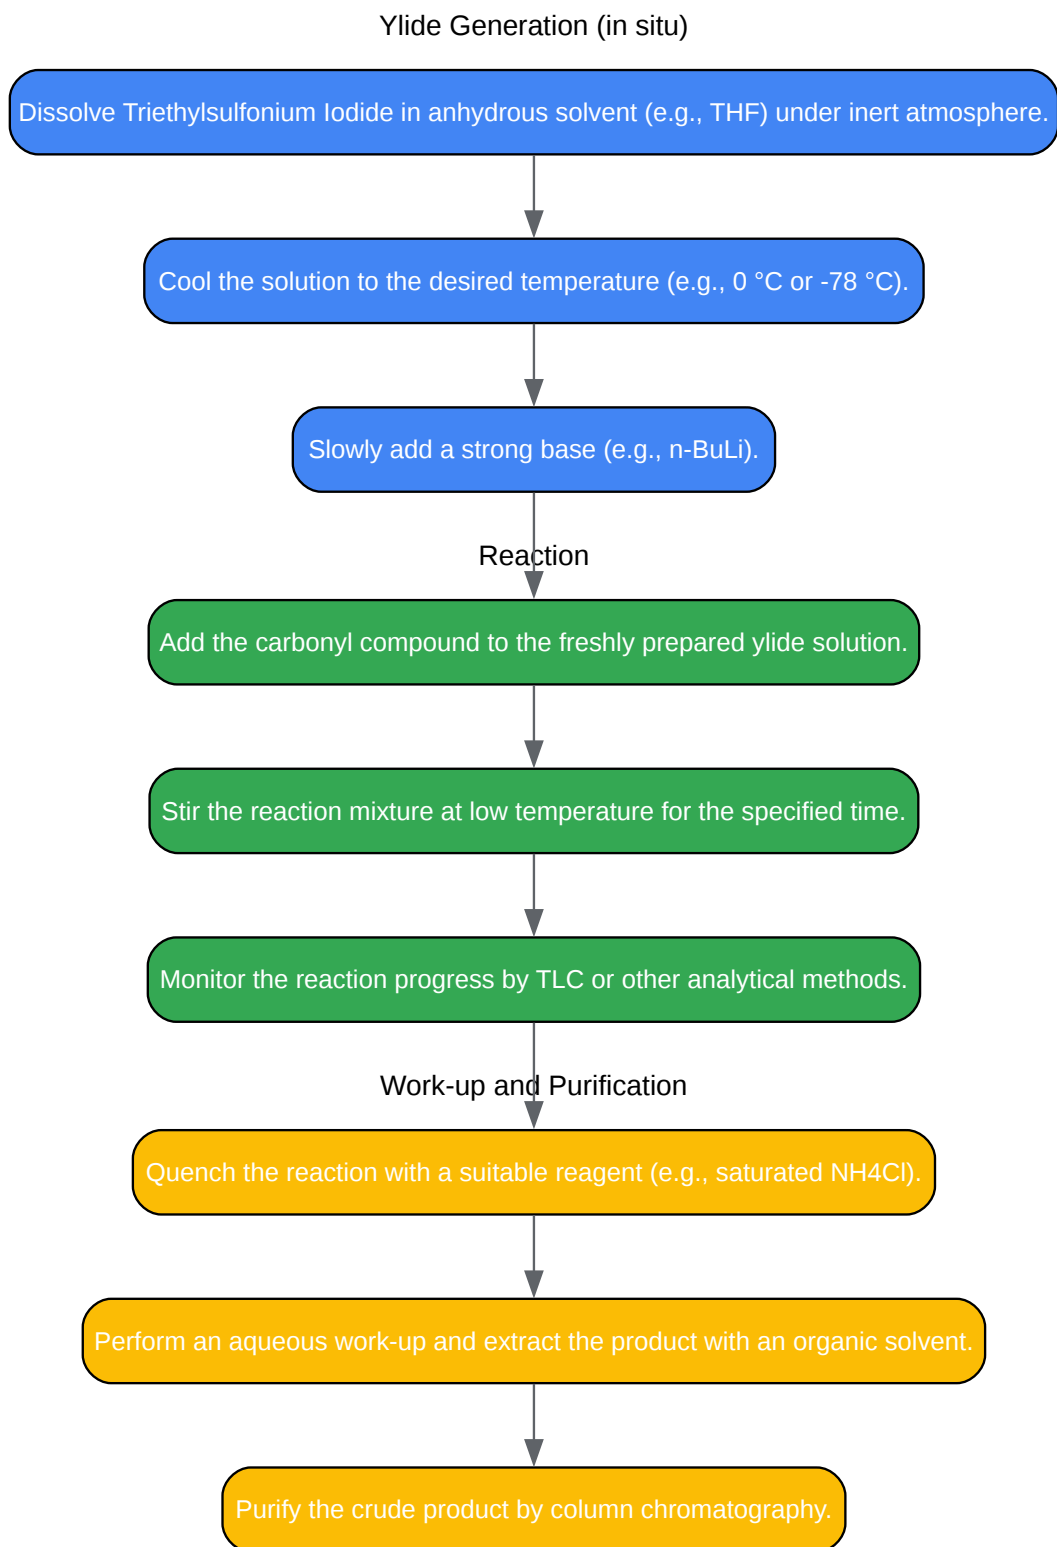 Ylide Generation (in situ)
Dissolve Triethylsulfonium Iodide in anhydrous solvent (e.g., THF) under inert atmosphere.
Cool the solution to the desired temperature (e.g., 0 °C or -78 °C).
Slowly add a strong base (e.g., n-BuLi).
Reaction
Add the carbonyl compound to the freshly prepared ylide solution.
Stir the reaction mixture at low temperature for the specified time.
Monitor the reaction progress by TLC or other analytical methods.
Work-up and Purification
Quench the reaction with a suitable reagent (e.g., saturated NH4Cl).
Perform an aqueous work-up and extract the product with an organic solvent.
Purify the crude product by column chromatography.